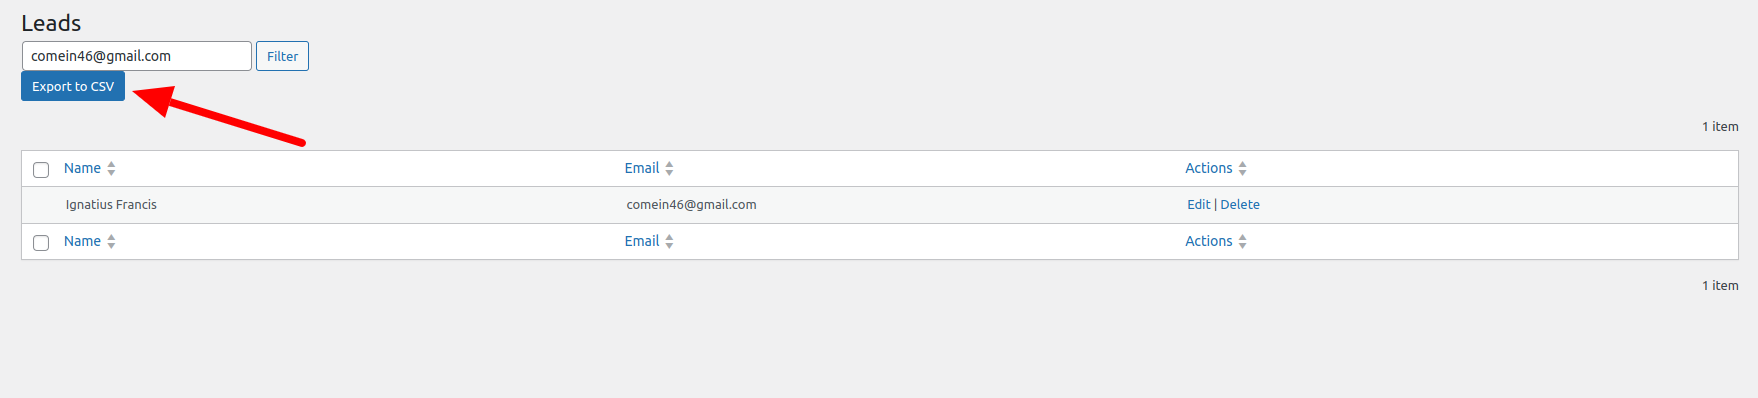 Leads
comein46@gmail.com Filter
Export to CSV
1 item
Name Email Actions
Ignatius Francis comein46@gmail.com Edit | Delete
Name Email Actions
1 item